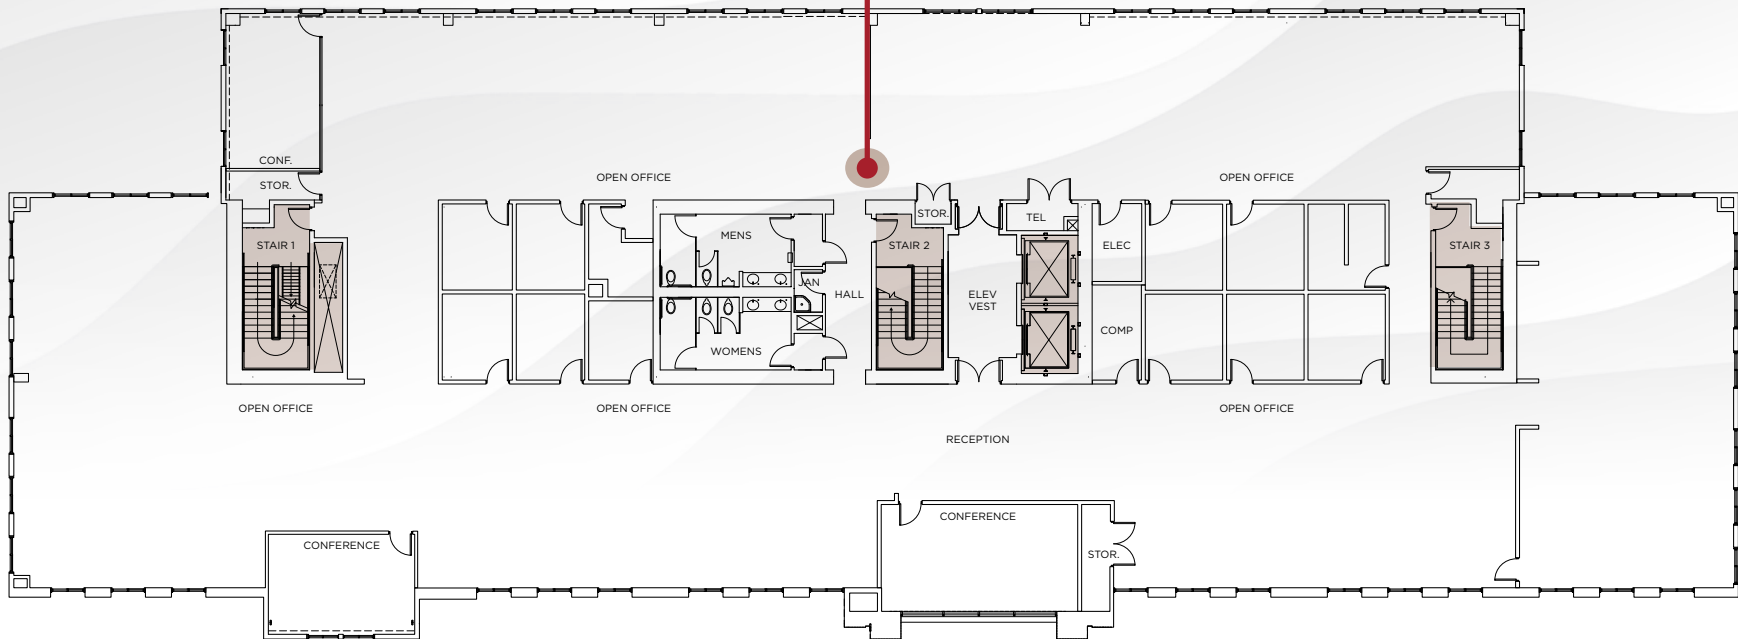 CONF.
STOR.
OPEN OFFICE
OPEN OFFICE
STOR.
TEL
MENS
STAIR 1
STAIR 2
ELEC
STAIR 3
JAN
HALL
ELEV
VEST
COMP
WOMENS
OPEN OFFICE
OPEN OFFICE
OPEN OFFICE
RECEPTION
CONFERENCE
CONFERENCE
STOR.